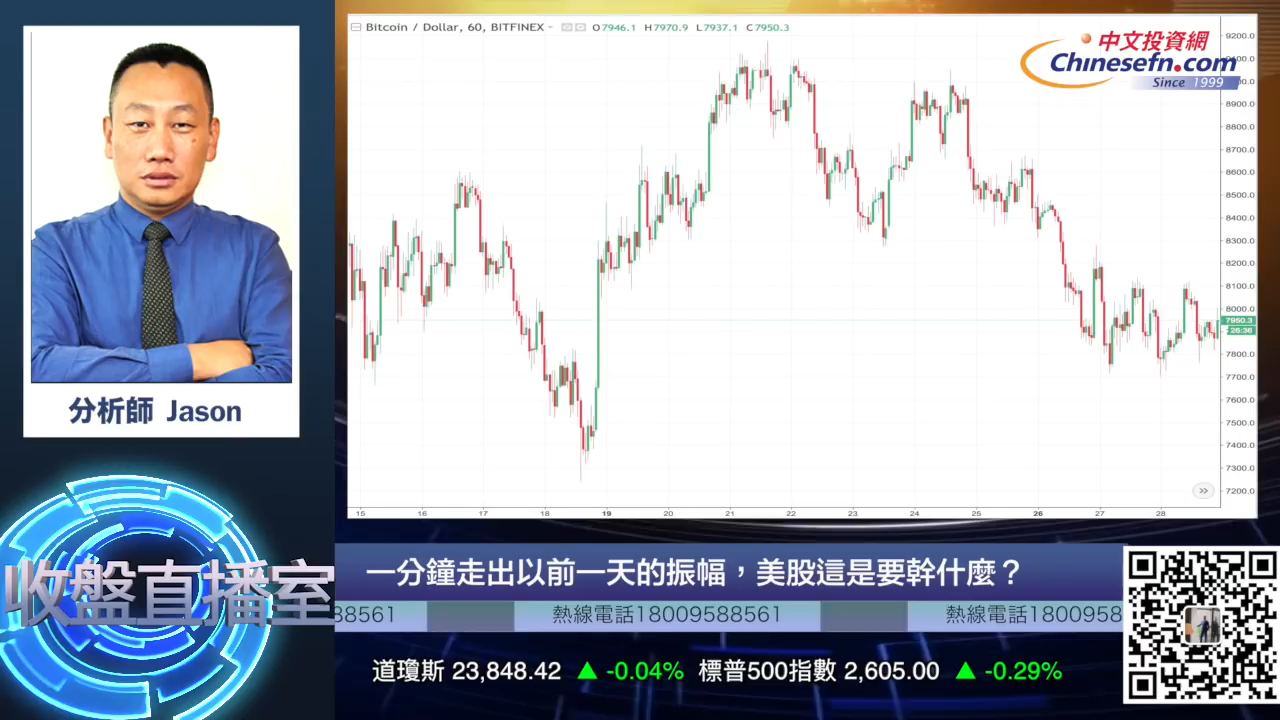 分析師 Jason
收盤直播室
Bitcoin / Dollar, 60, BITFINEX O7946.1 H7970.9 L7937.1 C7950.3
中文投資網
Chinesefn.com
Since 1999
9200.0
8900.0
8800.0
8700.0
8600.0
8500.0
8400.0
8300.0
8200.0
8100.0
8000.0
7950.3
26:36
7800.0
7700.0
7600.0
7500.0
7400.0
7300.0
7200.0
15 16 17 18 19 20 21 22 23 24 25 26 27 28
一分鐘走出以前一天的振幅，美股這是要幹什麼？
88561 熱線電話18009588561 熱線電話1800958
道瓊斯 23,848.42 ▲ -0.04% 標普500指數 2,605.00 ▲ -0.29%